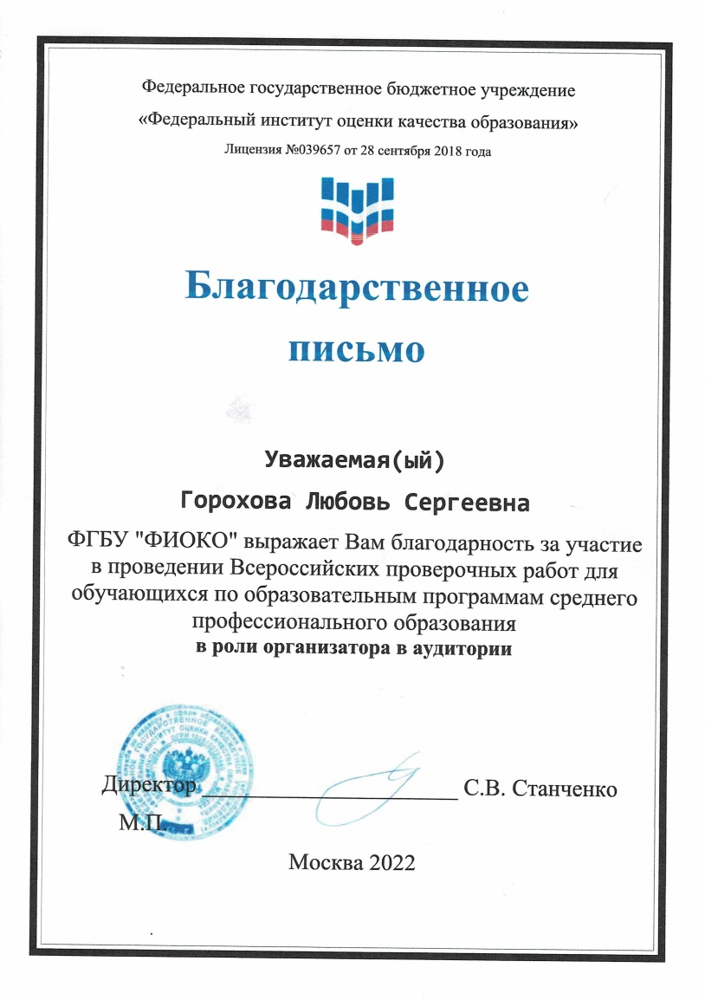 Федеральное государственное бюджетное учреждение
«Федеральный институт оценки качества образования»
Лицензия №039657 от 28 сентября 2018 года
Благодарственное
письмо
Уважаемая(ый)
Горохова Любовь Сергеевна
ФГБУ "ФИОКО" выражает Вам благодарность за участие
в проведении Всероссийских проверочных работ для
обучающихся по образовательным программам среднего
профессионального образования
в роли организатора в аудитории
Директор ______________________ С.В. Станченко
М.П.
Москва 2022